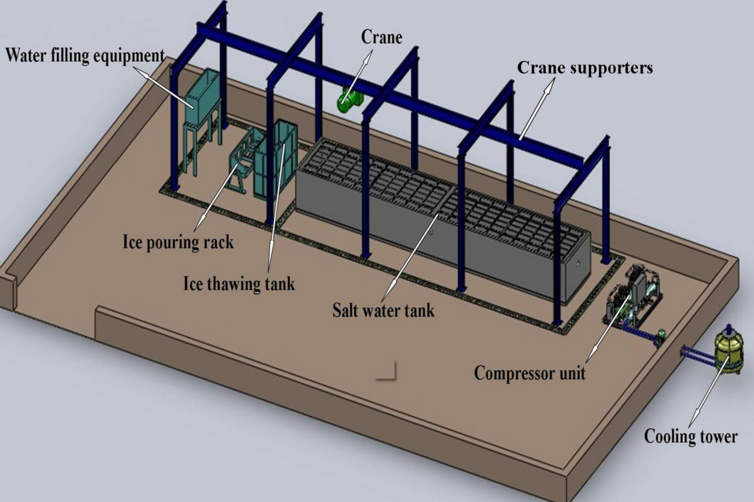 Crane
Water filling equipment
Crane supporters
Ice pouring rack
Ice thawing tank
Salt water tank
Compressor unit
Cooling tower